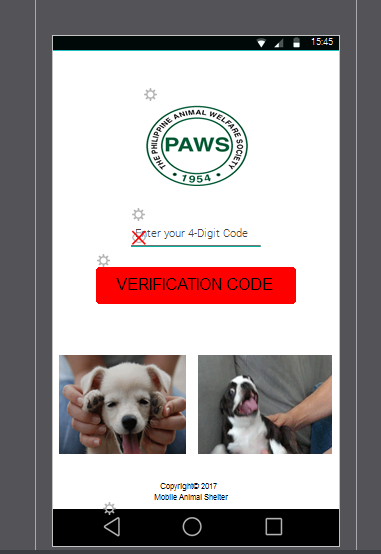 15:45
THE PHILIPPINE ANIMAL WELFARE SOCIETY
PAWS
• 1954 •
Enter your 4-Digit Code
VERIFICATION CODE
Copyright© 2017
Mobile Animal Shelter